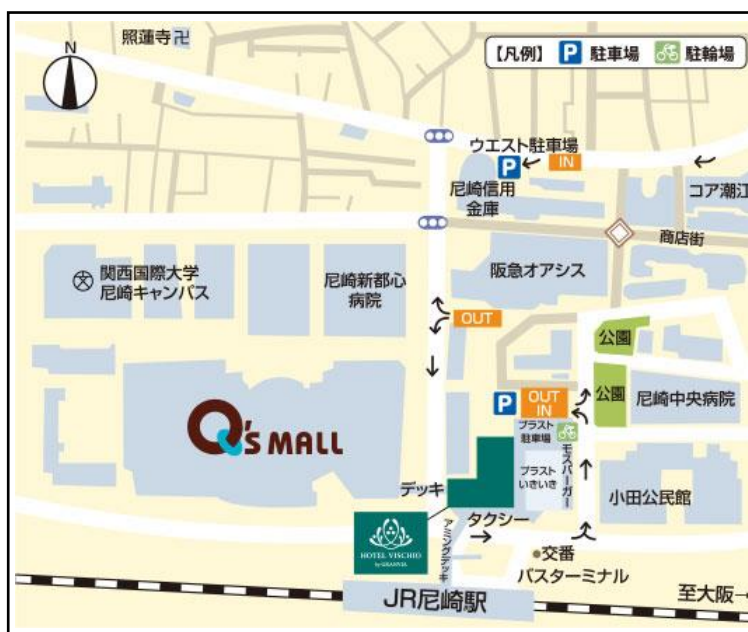 N
照蓮寺卍
【凡例】 P 駐車場 駐輪場
ウエスト駐車場
P
IN
尼崎信用
金庫
コア潮江
商店街
関西国際大学
尼崎キャンパス
文
尼崎新都心
病院
阪急オアシス
OUT
公園
Q's MALL
P
OUT
IN
公園
尼崎中央病院
プラスト
駐車場
モスバーガー
プラスト
いきいき
小田公民館
デッキ
タクシー
アミングデッキ
HOTEL VISCHIO
by GRANVIA
交番
バスターミナル
JR尼崎駅
至大阪→